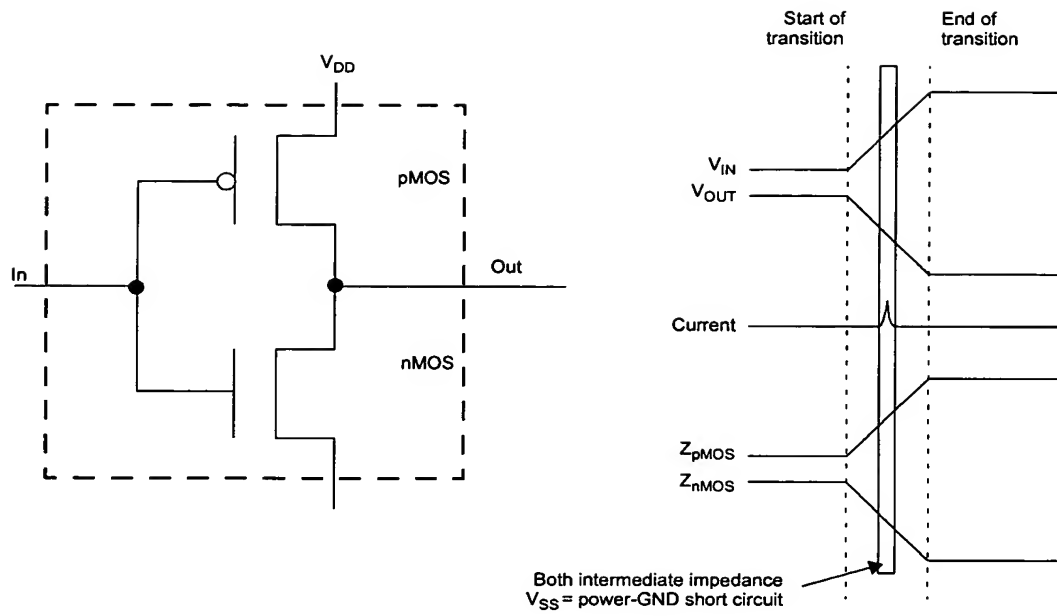 V_DD
pMOS
In
Out
nMOS
Start of
transition
End of
transition
V_IN
V_OUT
Current
Z_pMOS
Z_nMOS
Both intermediate impedance
V_SS = power-GND short circuit